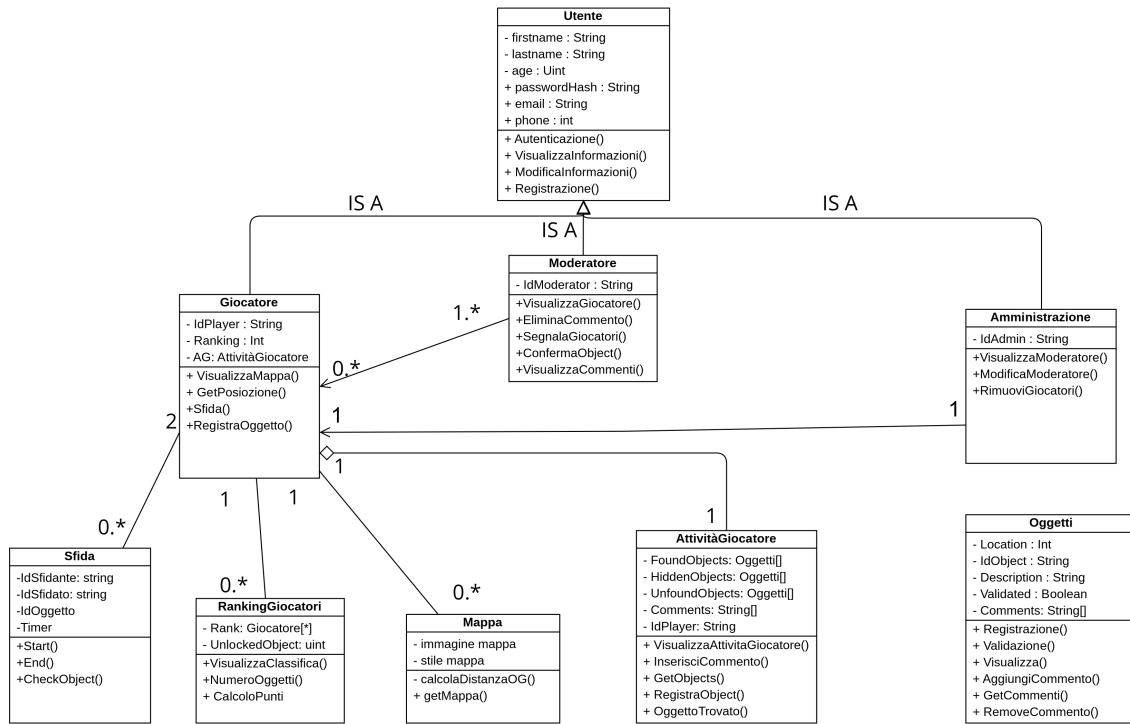 Utente
- firstname : String
- lastname : String
- age : Uint
+ passwordHash : String
+ email : String
+ phone : int
+ Autenticazione()
+ VisualizzaInformazioni()
+ ModificaInformazioni()
+ Registrazione()
IS A
IS A
IS A
Moderatore
- IdModerator : String
+VisualizzaGiocatore()
+EliminaCommento()
+SegnalaGiocatori()
+ConfermaObject()
+VisualizzaCommenti()
Giocatore
- IdPlayer : String
- Ranking : Int
- AG: AttivitàGiocatore
+ VisualizzaMappa()
+ GetPosiozione()
+Sfida()
+RegistraOggetto()
Amministrazione
- IdAdmin : String
+VisualizzaModeratore()
+ModificaModeratore()
+RimuoviGiocatori()
1.*
0.*
1
1
2
1
1
1
1
0.*
0.*
0.*
Sfida
-IdSfidante: string
-IdSfidato: string
-IdOggetto
-Timer
+Start()
+End()
+CheckObject()
RankingGiocatori
- Rank: Giocatore[*]
- UnlockedObject: uint
+VisualizzaClassifica()
+NumeroOggetti()
+ CalcoloPunti
Mappa
- immagine mappa
- stile mappa
- calcolaDistanzaOG()
+ getMappa()
AttivitàGiocatore
- FoundObjects: Oggetti[]
- HiddenObjects: Oggetti[]
- UnfoundObjects: Oggetti[]
- Comments: String[]
- IdPlayer: String
+ VisualizzaAttivitaGiocatore()
+ InserisciCommento()
+ GetObjects()
+ RegistraObject()
+ OggettoTrovato()
Oggetti
- Location : Int
- IdObject : String
- Description : String
- Validated : Boolean
- Comments: String[]
+ Registrazione()
+ Validazione()
+ Visualizza()
+ AggiungiCommento()
+ GetCommenti()
+ RemoveCommento()